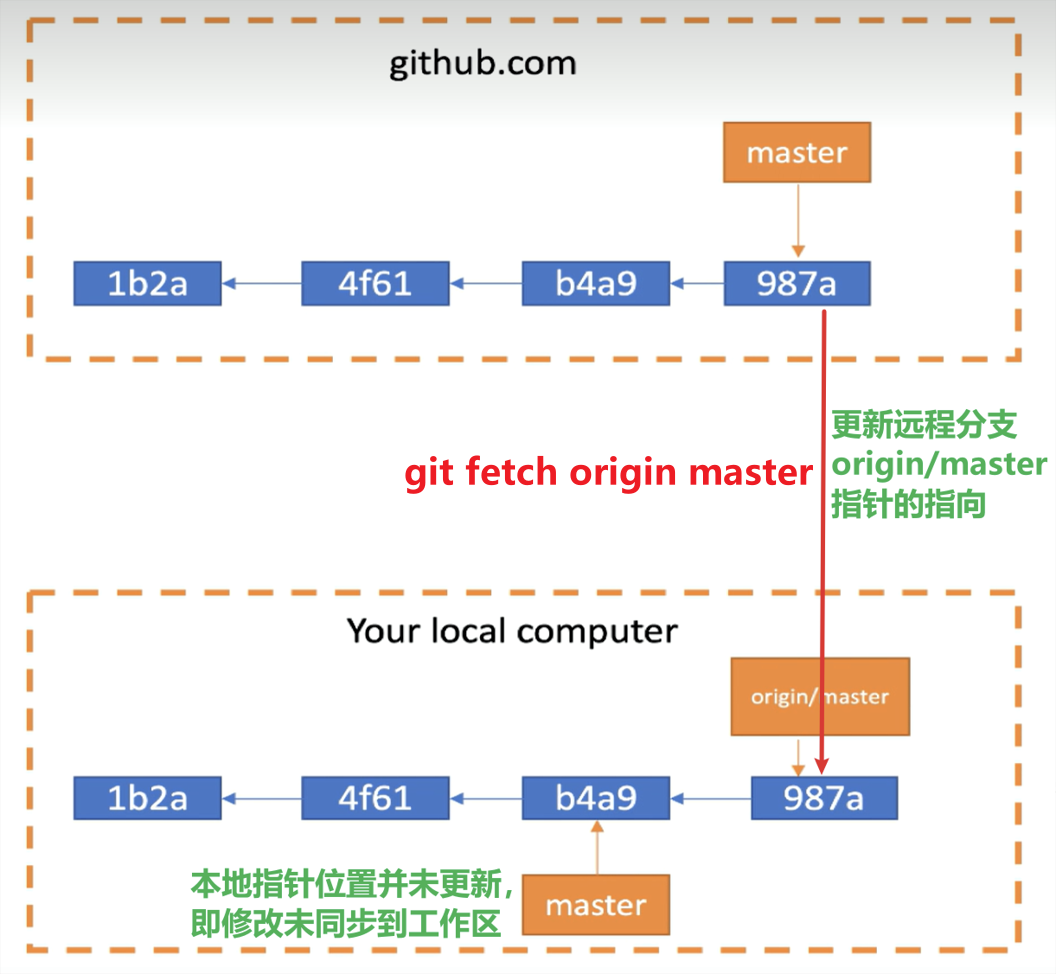 github.com
master
1b2a
4f61
b4a9
987a
更新远程分支
git fetch origin master
origin/master
指针的指向
Your local computer
origin/master
1b2a
4f61
b4a9
987a
本地指针位置并未更新，
即修改未同步到工作区
master